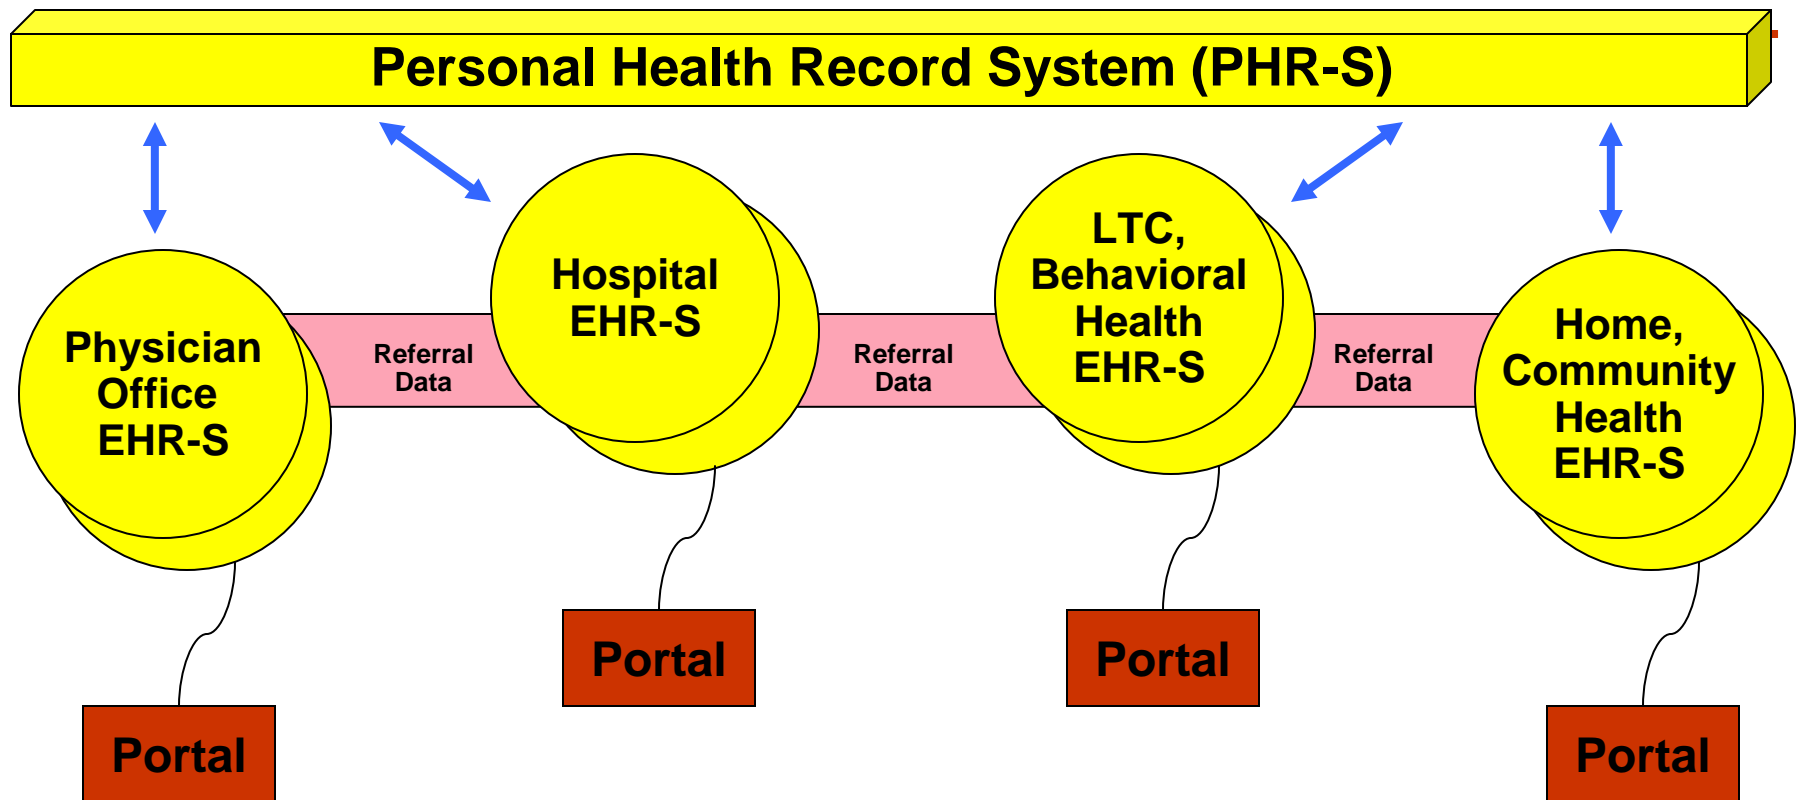 Personal Health Record System (PHR-S)
Physician
Office
EHR-S
Referral
Data
Hospital
EHR-S
Referral
Data
LTC,
Behavioral
Health
EHR-S
Referral
Data
Home,
Community
Health
EHR-S
Portal
Portal
Portal
Portal